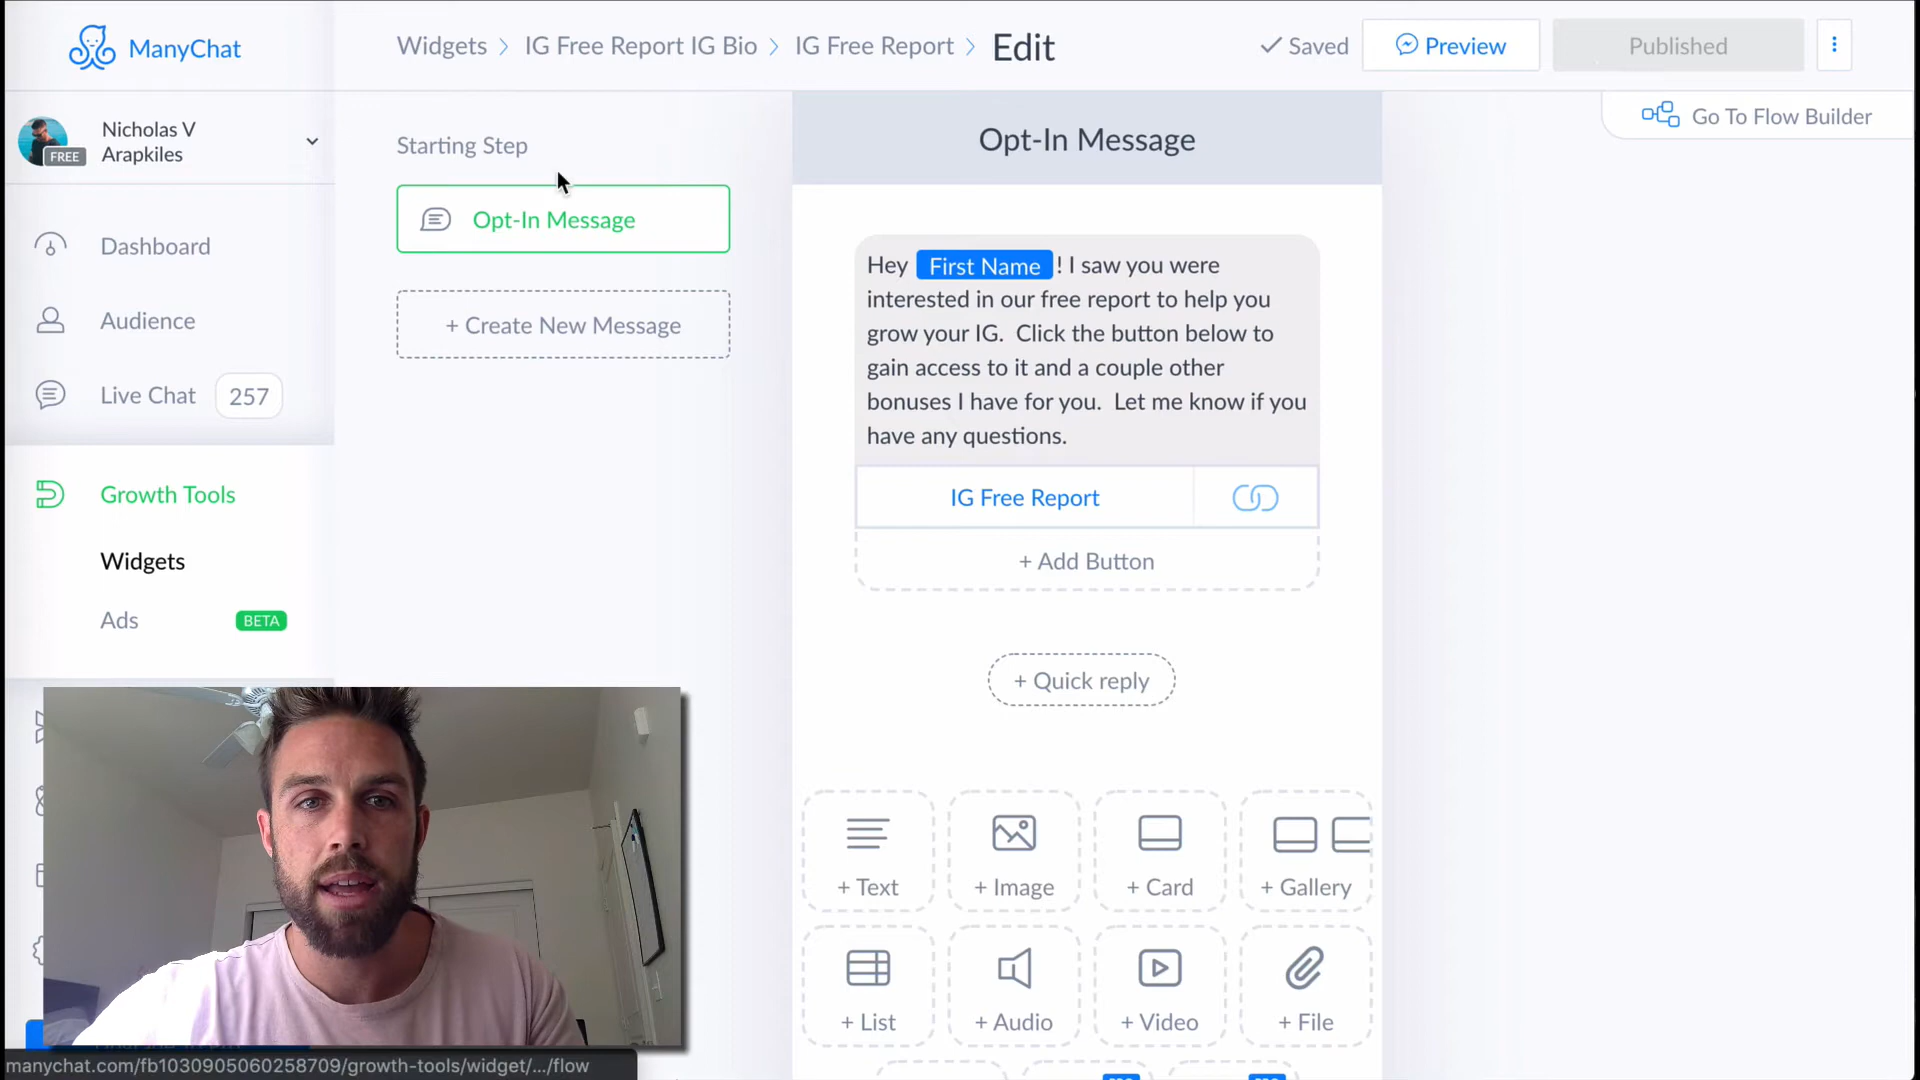 ManyChat
Widgets > IG Free Report IG Bio > IG Free Report > Edit
Saved
Preview
Published
Nicholas V
Arapkiles
FREE
Go To Flow Builder
Dashboard
Audience
Live Chat 257
Growth Tools
Widgets
Ads BETA
Starting Step
Opt-In Message
+ Create New Message
Opt-In Message
Hey First Name ! I saw you were
interested in our free report to help you
grow your IG. Click the button below to
gain access to it and a couple other
bonuses I have for you. Let me know if you
have any questions.
IG Free Report
+ Add Button
+ Quick reply
+ Text
+ Image
+ Card
+ Gallery
+ List
+ Audio
+ Video
+ File
manychat.com/fb1030905060258709/growth-tools/widget/.../flow